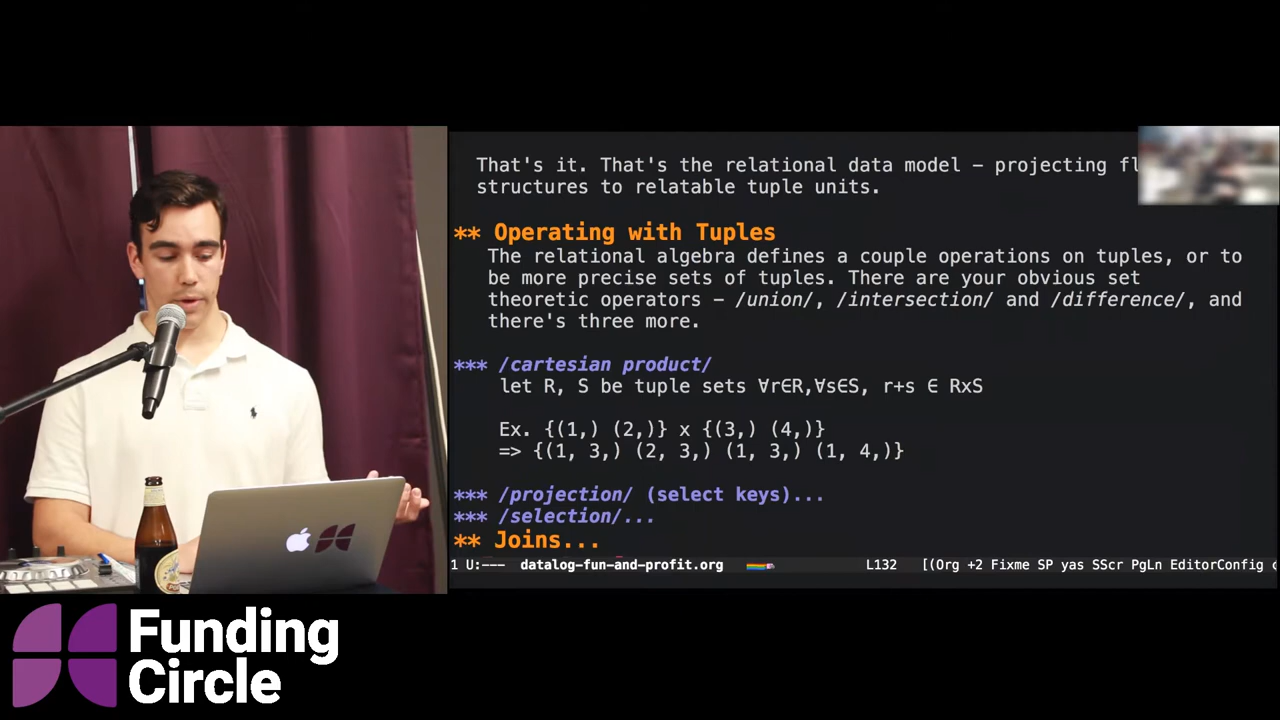 That's it. That's the relational data model – projecting
structures to relatable tuple units.
** Operating with Tuples
The relational algebra defines a couple operations on tuples, or to
be more precise sets of tuples. There are your obvious set
theoretic operators – /union/, /intersection/ and /difference/, and
there's three more.
*** /cartesian product/
let R, S be tuple sets ∀r∈R,∀s∈S, r+s ∈ RxS
Ex. {(1,) (2,)} x {(3,) (4,)}
=> {(1, 3,) (2, 3,) (1, 3,) (1, 4,)}
*** /projection/ (select keys)...
*** /selection/...
** Joins...
1 U:--- datalog-fun-and-profit.org L132 [(Org +2 Fixme SP yas SScr PgLn EditorConfig
Funding
Circle